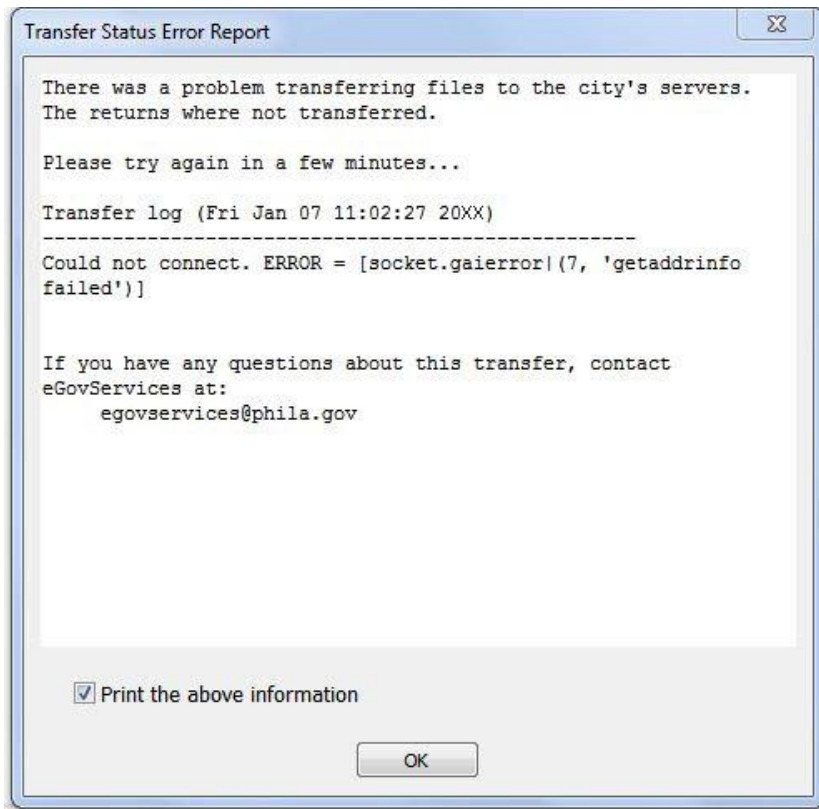 Transfer Status Error Report
There was a problem transferring files to the city's servers.
The returns where not transferred.
Please try again in a few minutes...
Transfer log (Fri Jan 07 11:02:27 20XX)
---------------------------------------------------
Could not connect. ERROR = [socket.gaierror|(7, 'getaddrinfo
failed')]
If you have any questions about this transfer, contact
eGovServices at:
egovservices@phila.gov
Print the above information
OK